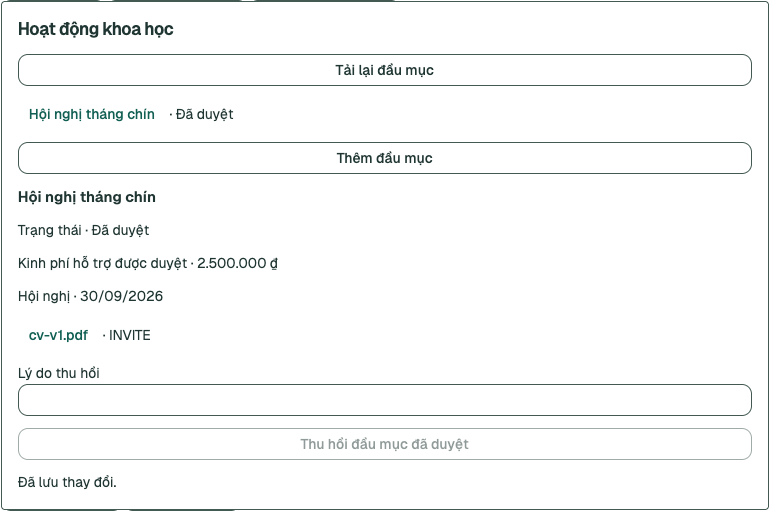 Hoạt động khoa học
Tải lại đầu mục
Hội nghị tháng chín · Đã duyệt
Thêm đầu mục
Hội nghị tháng chín
Trạng thái · Đã duyệt
Kinh phí hỗ trợ được duyệt · 2.500.000 ₫
Hội nghị · 30/09/2026
cv-v1.pdf · INVITE
Lý do thu hồi
Thu hồi đầu mục đã duyệt
Đã lưu thay đổi.